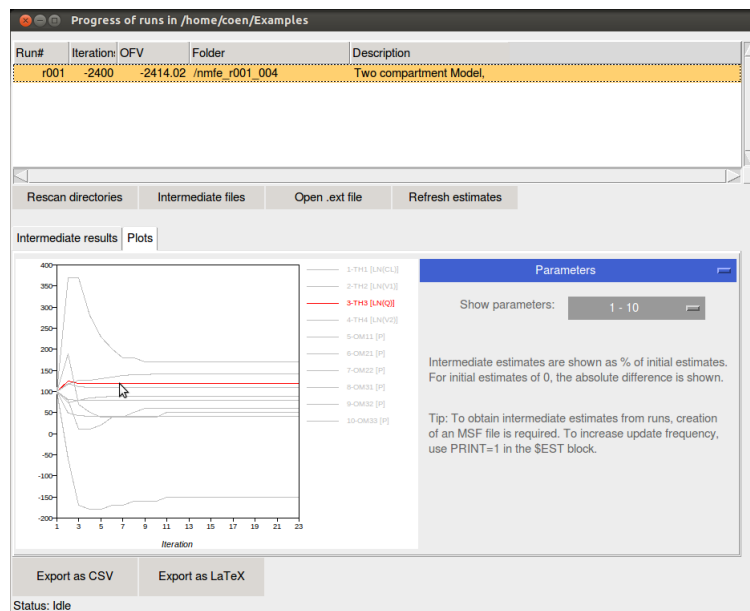 Progress of runs in /home/coen/Examples
Run# Iteration: OFV Folder Description
r001 -2400 -2414.02 /nmfe_r001_004 Two compartment Model,
Rescan directories Intermediate files Open .ext file Refresh estimates
Intermediate results Plots
Parameters
Show parameters: 1 - 10
Intermediate estimates are shown as % of initial estimates.
For initial estimates of 0, the absolute difference is shown.
Tip: To obtain intermediate estimates from runs, creation
of an MSF file is required. To increase update frequency,
use PRINT=1 in the $EST block.
400
350
300
250
200
150
100
50
0
-50
-100
-150
-200
1 3 5 7 9 11 13 15 17 19 21 23
Iteration
1-TH1 [LN(CL)]
2-TH2 [LN(V1)]
3-TH3 [LN(Q)]
4-TH4 [LN(V2)]
5-OM11 [P]
6-OM21 [P]
7-OM22 [P]
8-OM31 [P]
9-OM32 [P]
10-OM33 [P]
Export as CSV Export as LaTeX
Status: Idle